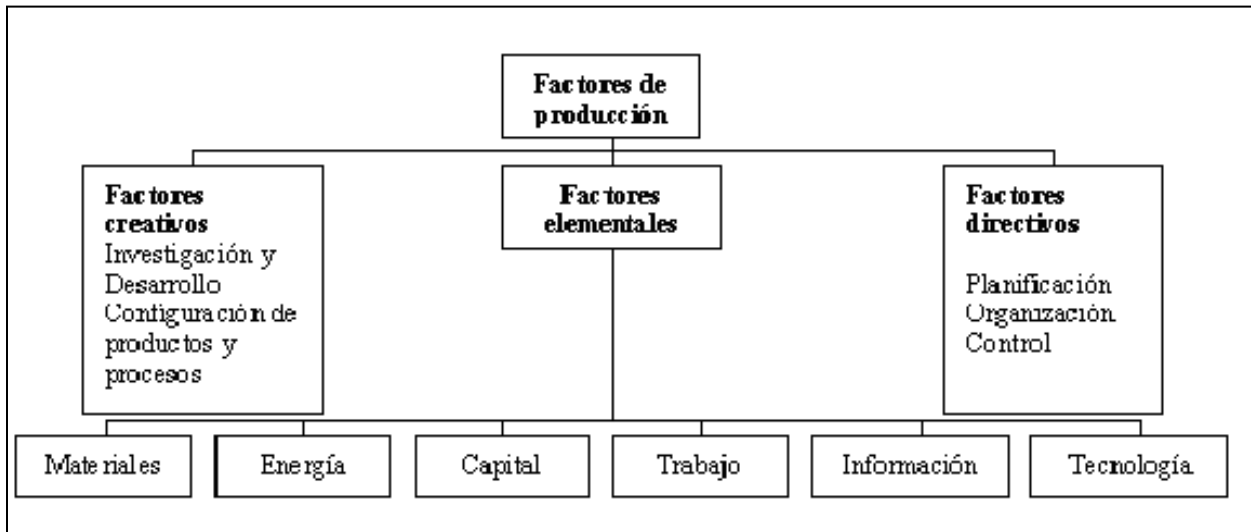 Factores de
producción
Factores
creativos
Investigación y
Desarrollo
Configuración de
productos y
procesos
Factores
elementales
Factores
directivos
Planificación
Organización
Control
Materiales
Energía
Capital
Trabajo
Información
Tecnología